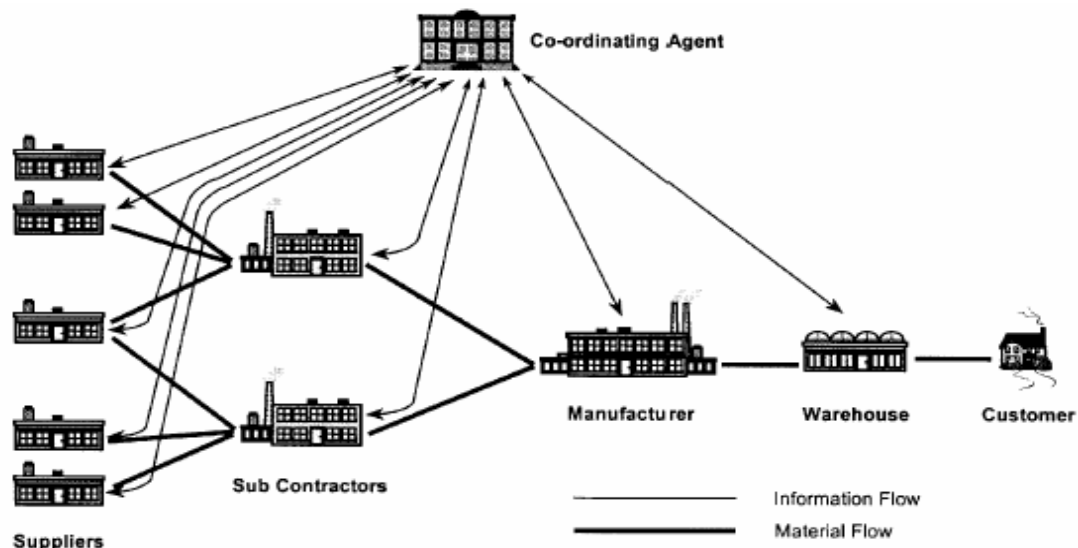 Co-ordinating Agent
Manufacturer
Warehouse
Customer
Sub Contractors
Information Flow
Material Flow
Suppliers